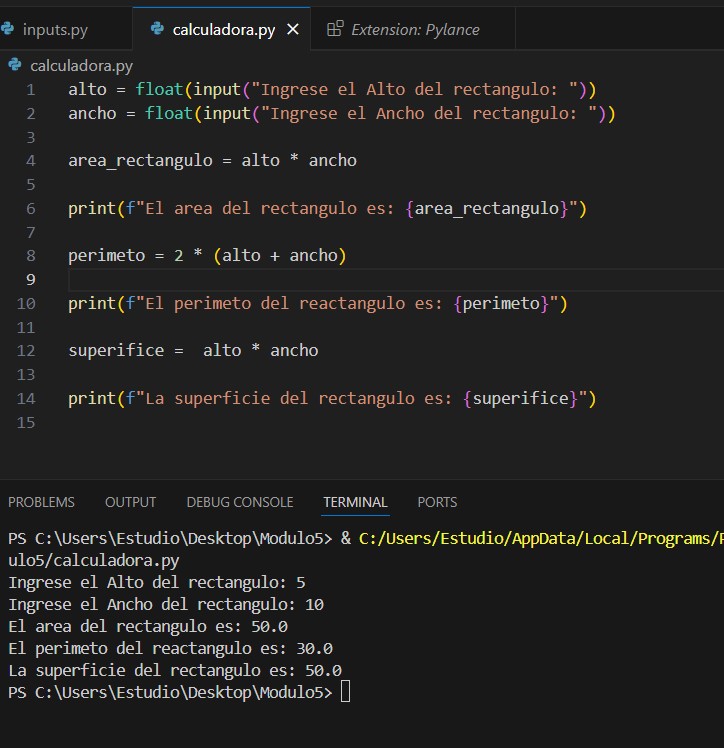 inputs.py calculadora.py Extension: Pylance
calculadora.py
1 alto = float(input("Ingrese el Alto del rectangulo: "))
2 ancho = float(input("Ingrese el Ancho del rectangulo: "))
3
4 area_rectangulo = alto * ancho
5
6 print(f"El area del rectangulo es: {area_rectangulo}")
7
8 perimeto = 2 * (alto + ancho)
9
10 print(f"El perimeto del reactangulo es: {perimeto}")
11
12 superifice =  alto * ancho
13
14 print(f"La superficie del rectangulo es: {superifice}")
15
PROBLEMS OUTPUT DEBUG CONSOLE TERMINAL PORTS
PS C:\Users\Estudio\Desktop\Modulo5> & C:/Users/Estudio/AppData/Local/Programs/
ulo5/calculadora.py
Ingrese el Alto del rectangulo: 5
Ingrese el Ancho del rectangulo: 10
El area del rectangulo es: 50.0
El perimeto del reactangulo es: 30.0
La superficie del rectangulo es: 50.0
PS C:\Users\Estudio\Desktop\Modulo5>